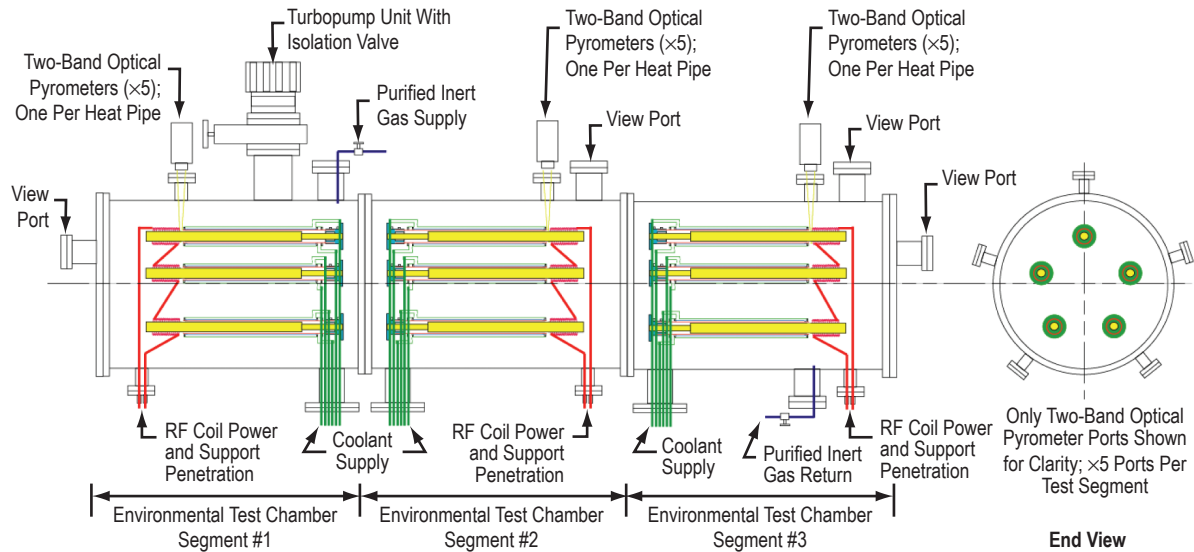 Turbopump Unit With
Isolation Valve
Two-Band Optical
Pyrometers (×5);
One Per Heat Pipe
Purified Inert
Gas Supply
Two-Band Optical
Pyrometers (×5);
One Per Heat Pipe
View Port
Two-Band Optical
Pyrometers (×5);
One Per Heat Pipe
View Port
View
Port
View Port
RF Coil Power
and Support
Penetration
Coolant
Supply
RF Coil Power
and Support
Penetration
Coolant
Supply
Purified Inert
Gas Return
RF Coil Power
and Support
Penetration
Only Two-Band Optical
Pyrometer Ports Shown
for Clarity; ×5 Ports Per
Test Segment
Environmental Test Chamber
Segment #1
Environmental Test Chamber
Segment #2
Environmental Test Chamber
Segment #3
End View